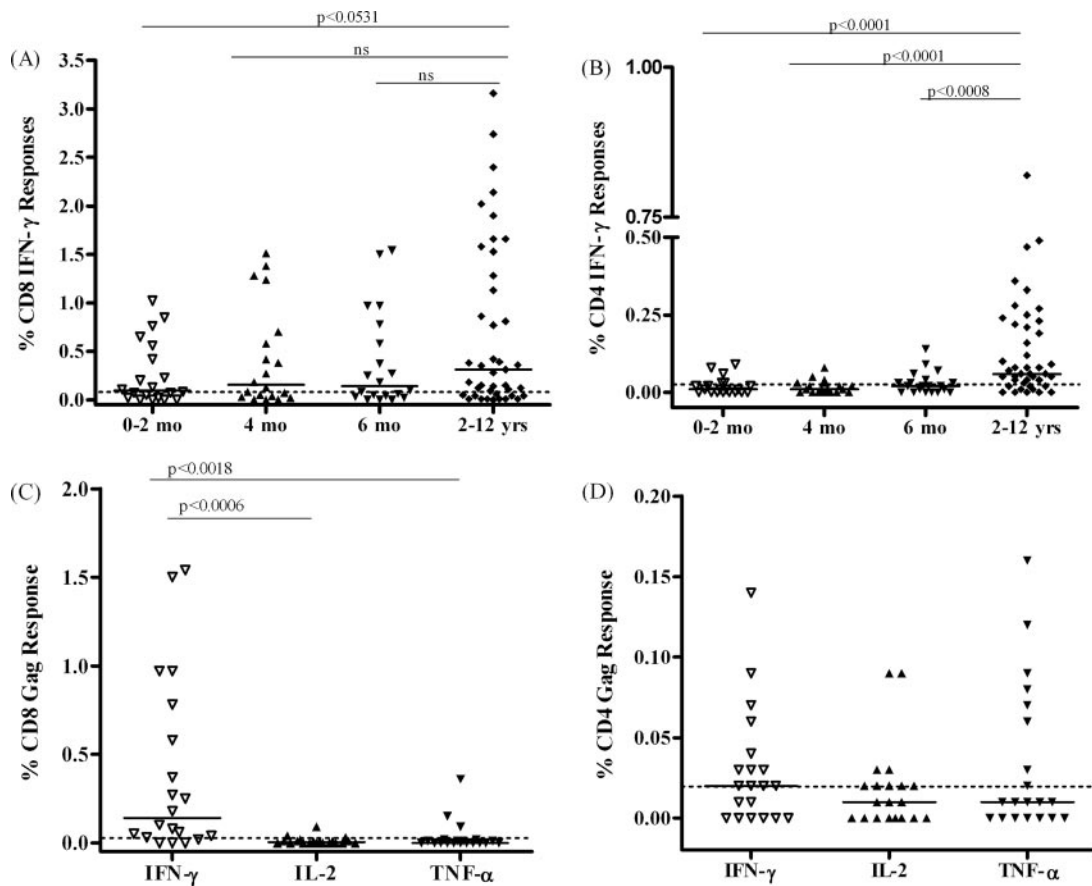 (A)
p<0.0531
ns
ns
% CD8 IFN-γ Responses
3.5
3.0
2.5
2.0
1.5
1.0
0.5
0.0
0-2 mo 4 mo 6 mo 2-12 yrs
(B)
p<0.0001
p<0.0001
p<0.0008
% CD4 IFN-γ Responses
1.00
0.75
0.50
0.25
0.00
0-2 mo 4 mo 6 mo 2-12 yrs
(C)
p<0.0018
p<0.0006
% CD8 Gag Response
2.0
1.5
1.0
0.5
0.0
IFN-γ IL-2 TNF-α
(D)
% CD4 Gag Response
0.20
0.15
0.10
0.05
0.00
IFN-γ IL-2 TNF-α